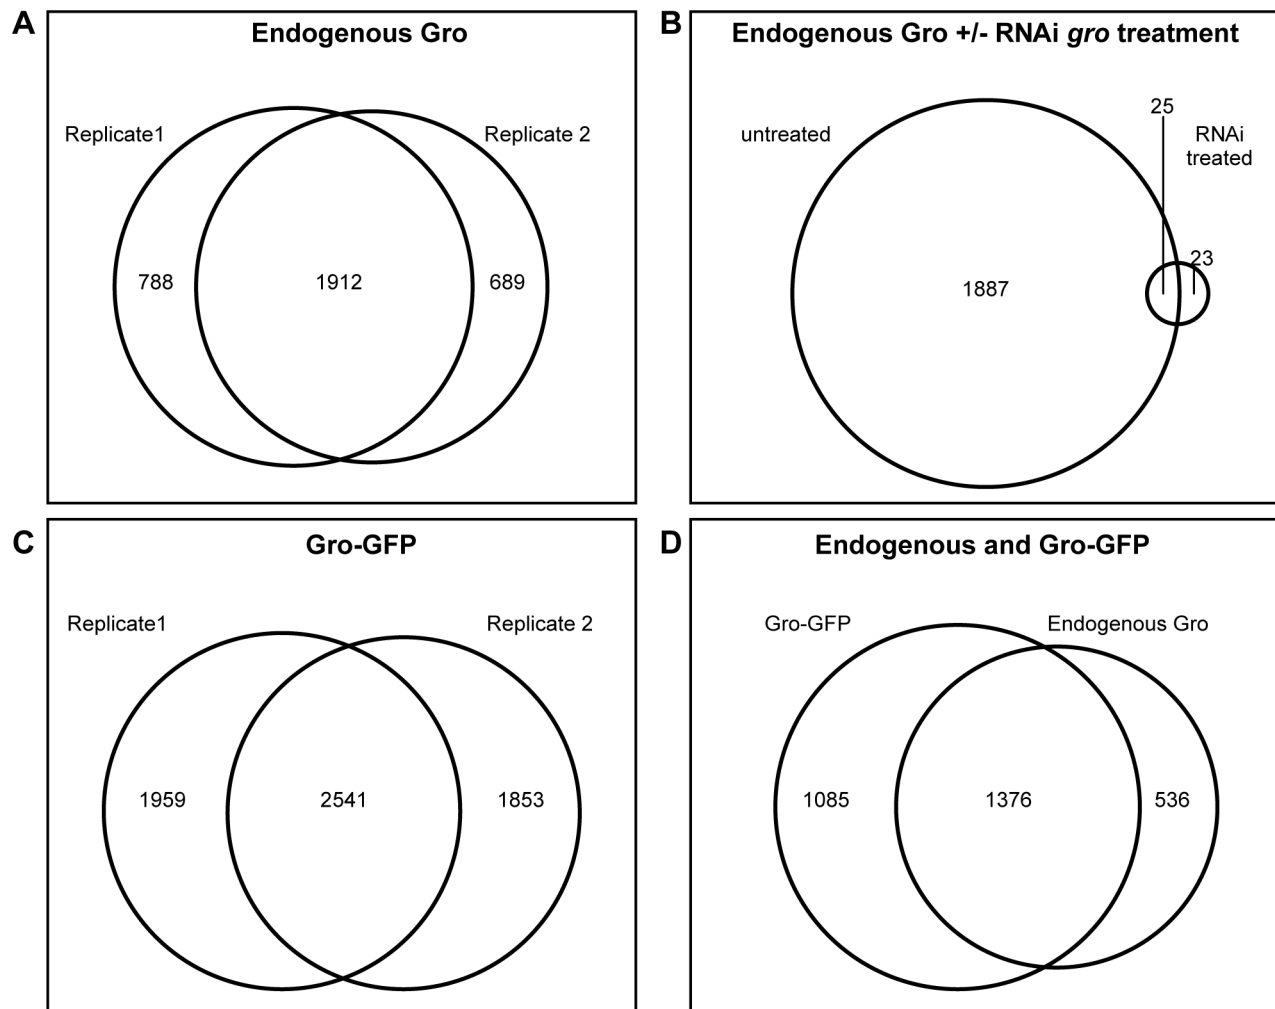 A
Endogenous Gro
Replicate1
Replicate 2
788
1912
689
B
Endogenous Gro +/- RNAi gro treatment
25
untreated
RNAi
treated
23
1887
C
Gro-GFP
Replicate1
Replicate 2
1959
2541
1853
D
Endogenous and Gro-GFP
Gro-GFP
Endogenous Gro
1085
1376
536